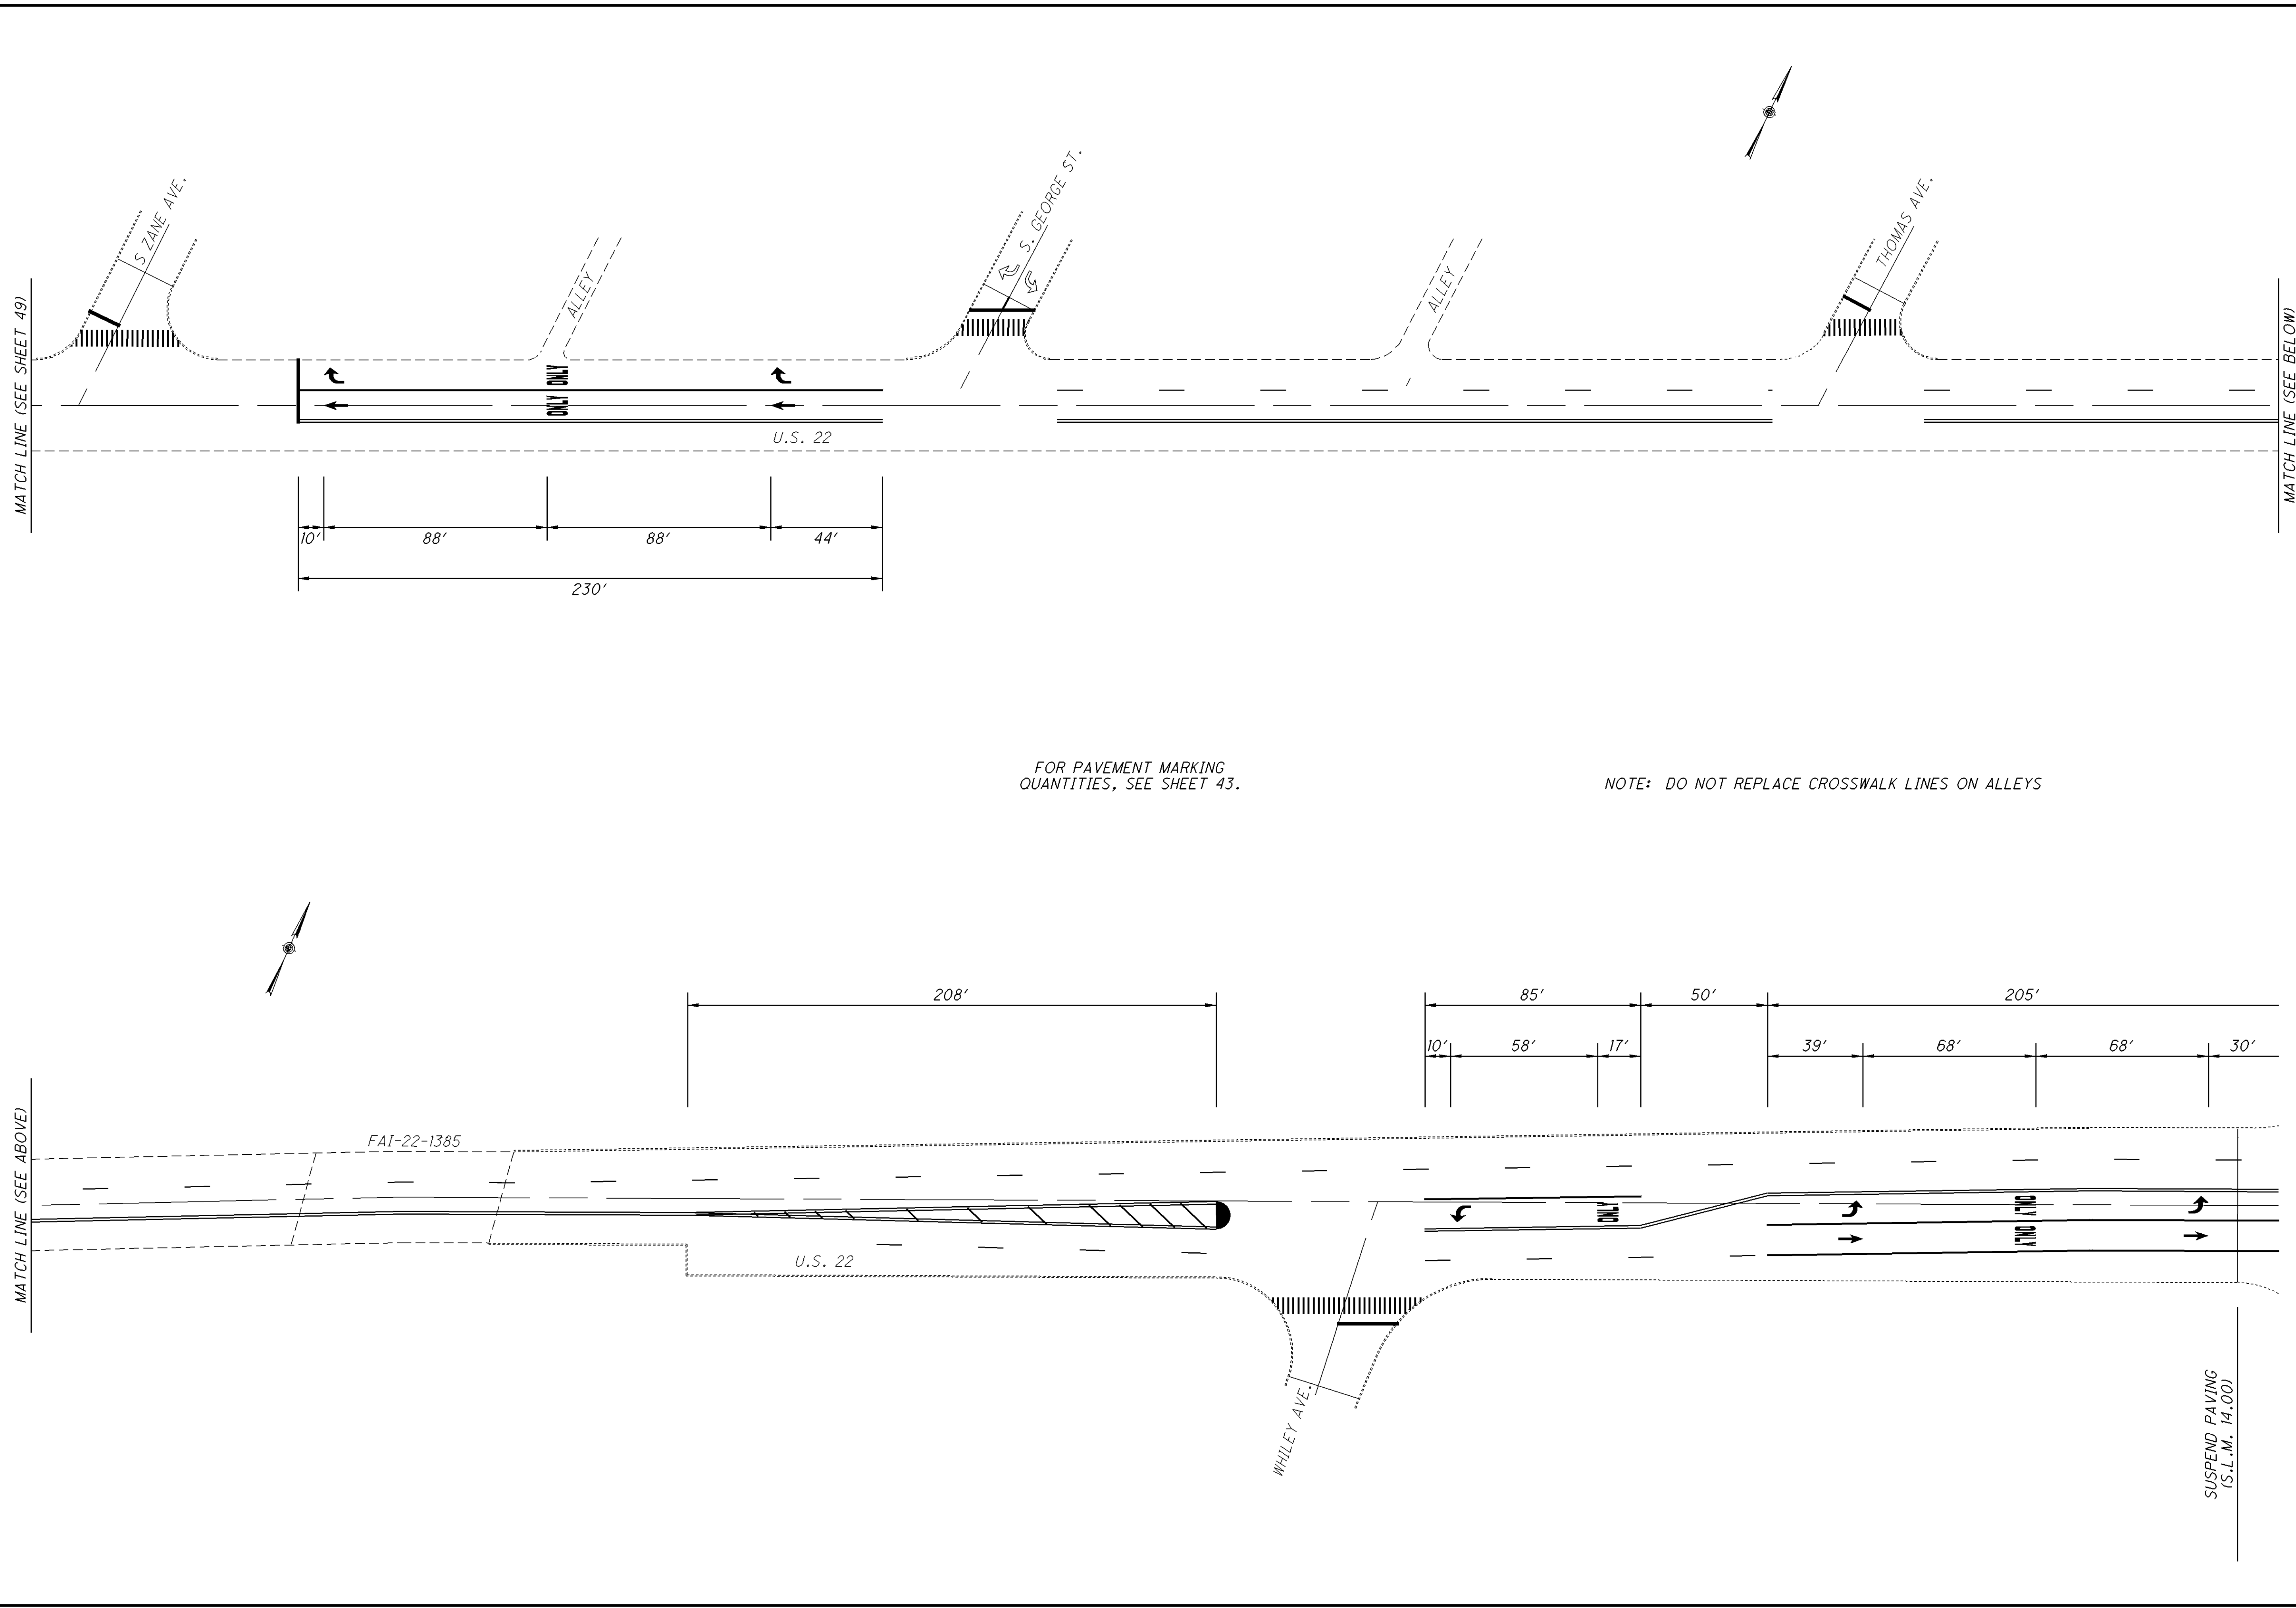 S ZANE AVE.
ALLEY
S. GEORGE ST.
ALLEY
THOMAS AVE.
MATCH LINE (SEE SHEET 49)
MATCH LINE (SEE BELOW)
ONLY
ONLY
U.S. 22
10' 88' 88' 44'
230'
FOR PAVEMENT MARKING
QUANTITIES, SEE SHEET 43.
NOTE: DO NOT REPLACE CROSSWALK LINES ON ALLEYS
208' 85' 50' 205'
10' 58' 17' 39' 68' 68' 30'
MATCH LINE (SEE ABOVE)
FAI-22-1385
ONLY
ONLY
ONLY
U.S. 22
WHILEY AVE.
SUSPEND PAVING
(S.L.M. 14.00)